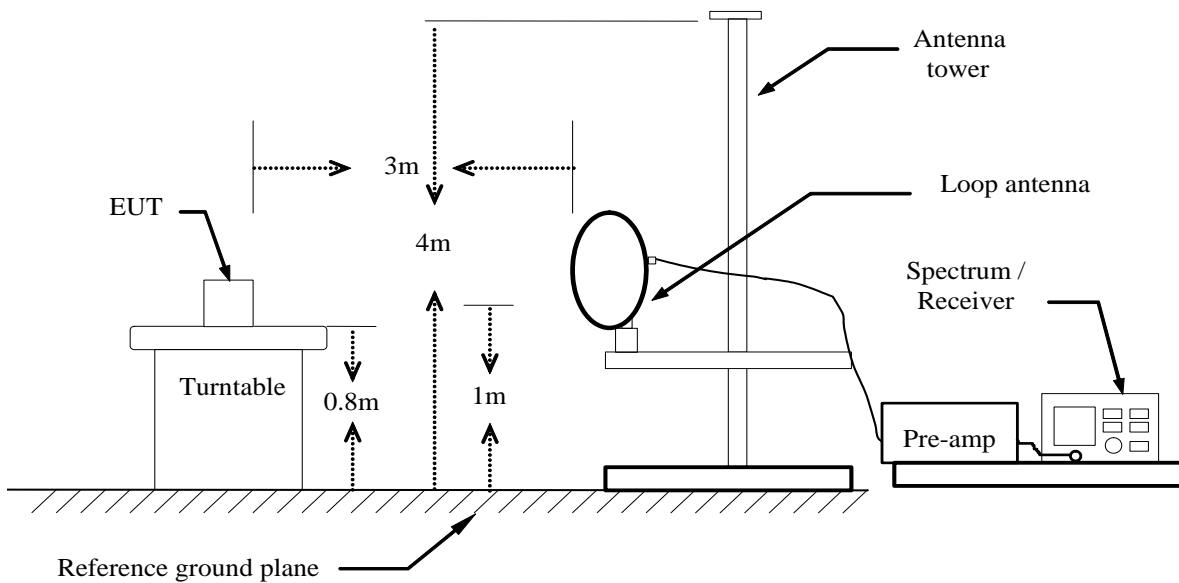 Antenna
tower
3m
EUT
Loop antenna
4m
Spectrum /
Receiver
Turntable
0.8m
1m
Pre-amp
Reference ground plane